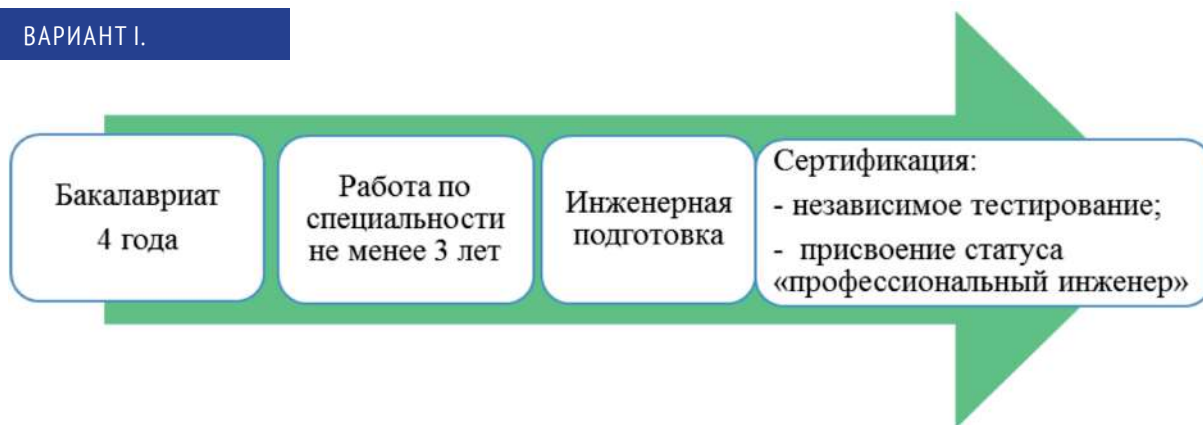 ВАРИАНТ I.
Бакалавриат
4 года
Работа по
специальности
не менее 3 лет
Инженерная
подготовка
Сертификация:
- независимое тестирование;
- присвоение статуса
«профессиональный инженер»